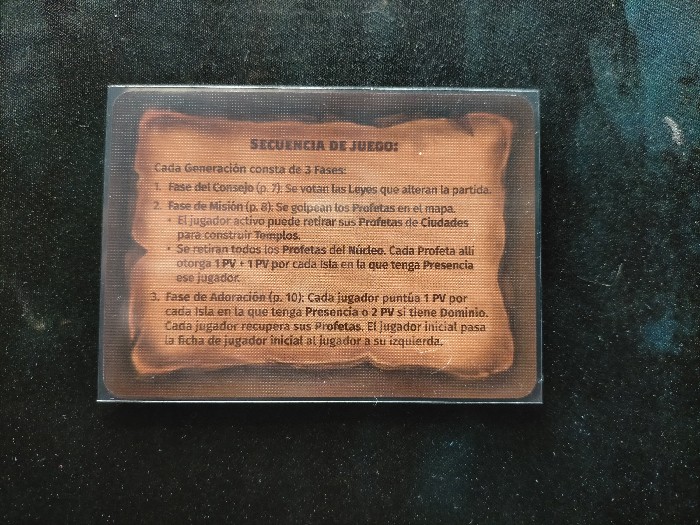 SECUENCIA DE JUEGO:
Cada Generación consta de 3 Fases:
1. Fase del Consejo (p. 7): Se votan las Leyes que alteran la partida.
2. Fase de Misión (p. 8): Se golpean los Profetas en el mapa.
• El jugador activo puede retirar sus Profetas de Ciudades
para construir Templos.
• Se retiran todos los Profetas del Núcleo. Cada Profeta allí
otorga 1 PV + 1 PV por cada Isla en la que tenga Presencia
ese jugador.
3. Fase de Adoración (p. 10): Cada jugador puntúa 1 PV por
cada Isla en la que tenga Presencia o 2 PV si tiene Dominio.
Cada jugador recupera sus Profetas. El jugador inicial pasa
la ficha de jugador inicial al jugador a su izquierda.